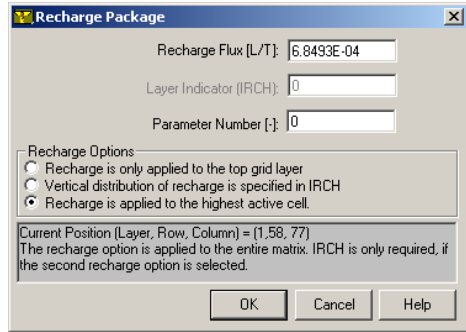 Recharge Package
Recharge Flux [L/T]: 6.8493E-04
Layer Indicator (IRCH): 0
Parameter Number [-]: 0
Recharge Options
Recharge is only applied to the top grid layer
Vertical distribution of recharge is specified in IRCH
Recharge is applied to the highest active cell.
Current Position (Layer, Row, Column) = (1,58, 77)
The recharge option is applied to the entire matrix. IRCH is only required, if
the second recharge option is selected.
OK Cancel Help